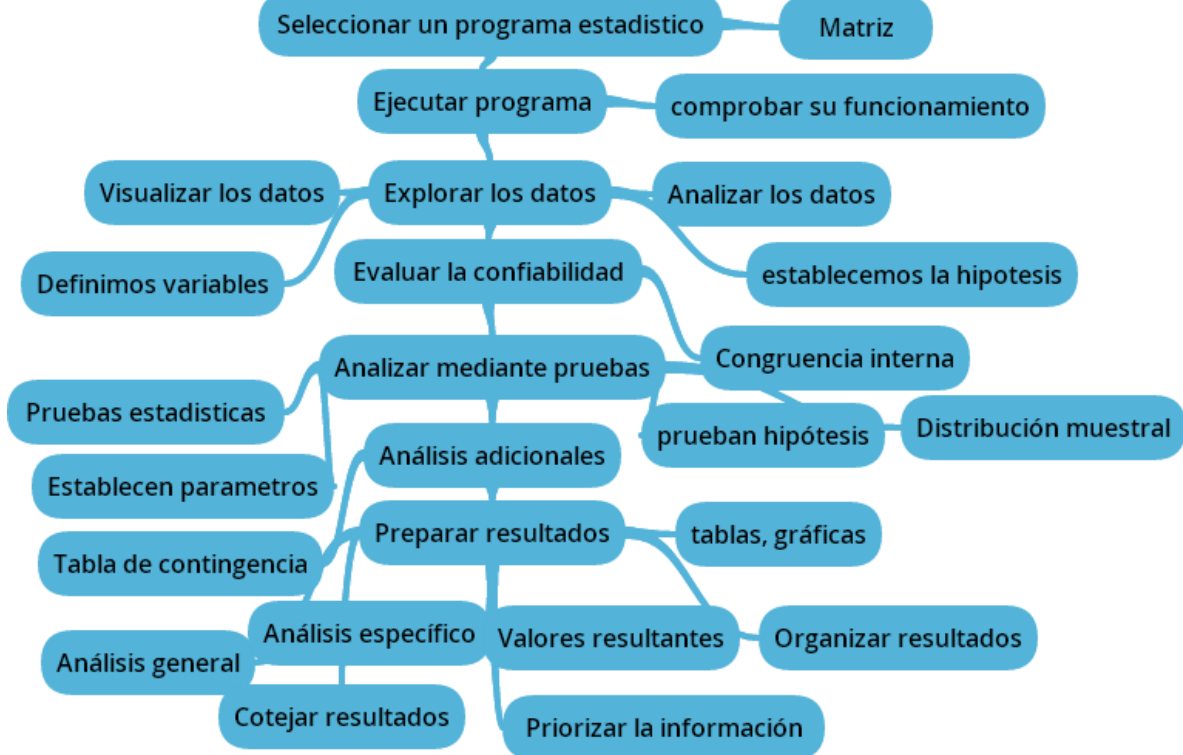 Seleccionar un programa estadistico
Matriz
Ejecutar programa
comprobar su funcionamiento
Visualizar los datos
Explorar los datos
Analizar los datos
Definimos variables
Evaluar la confiabilidad
establecemos la hipotesis
Analizar mediante pruebas
Congruencia interna
Pruebas estadisticas
prueban hipótesis
Distribución muestral
Establecen parametros
Análisis adicionales
Tabla de contingencia
Preparar resultados
tablas, gráficas
Análisis general
Análisis específico
Valores resultantes
Organizar resultados
Cotejar resultados
Priorizar la información